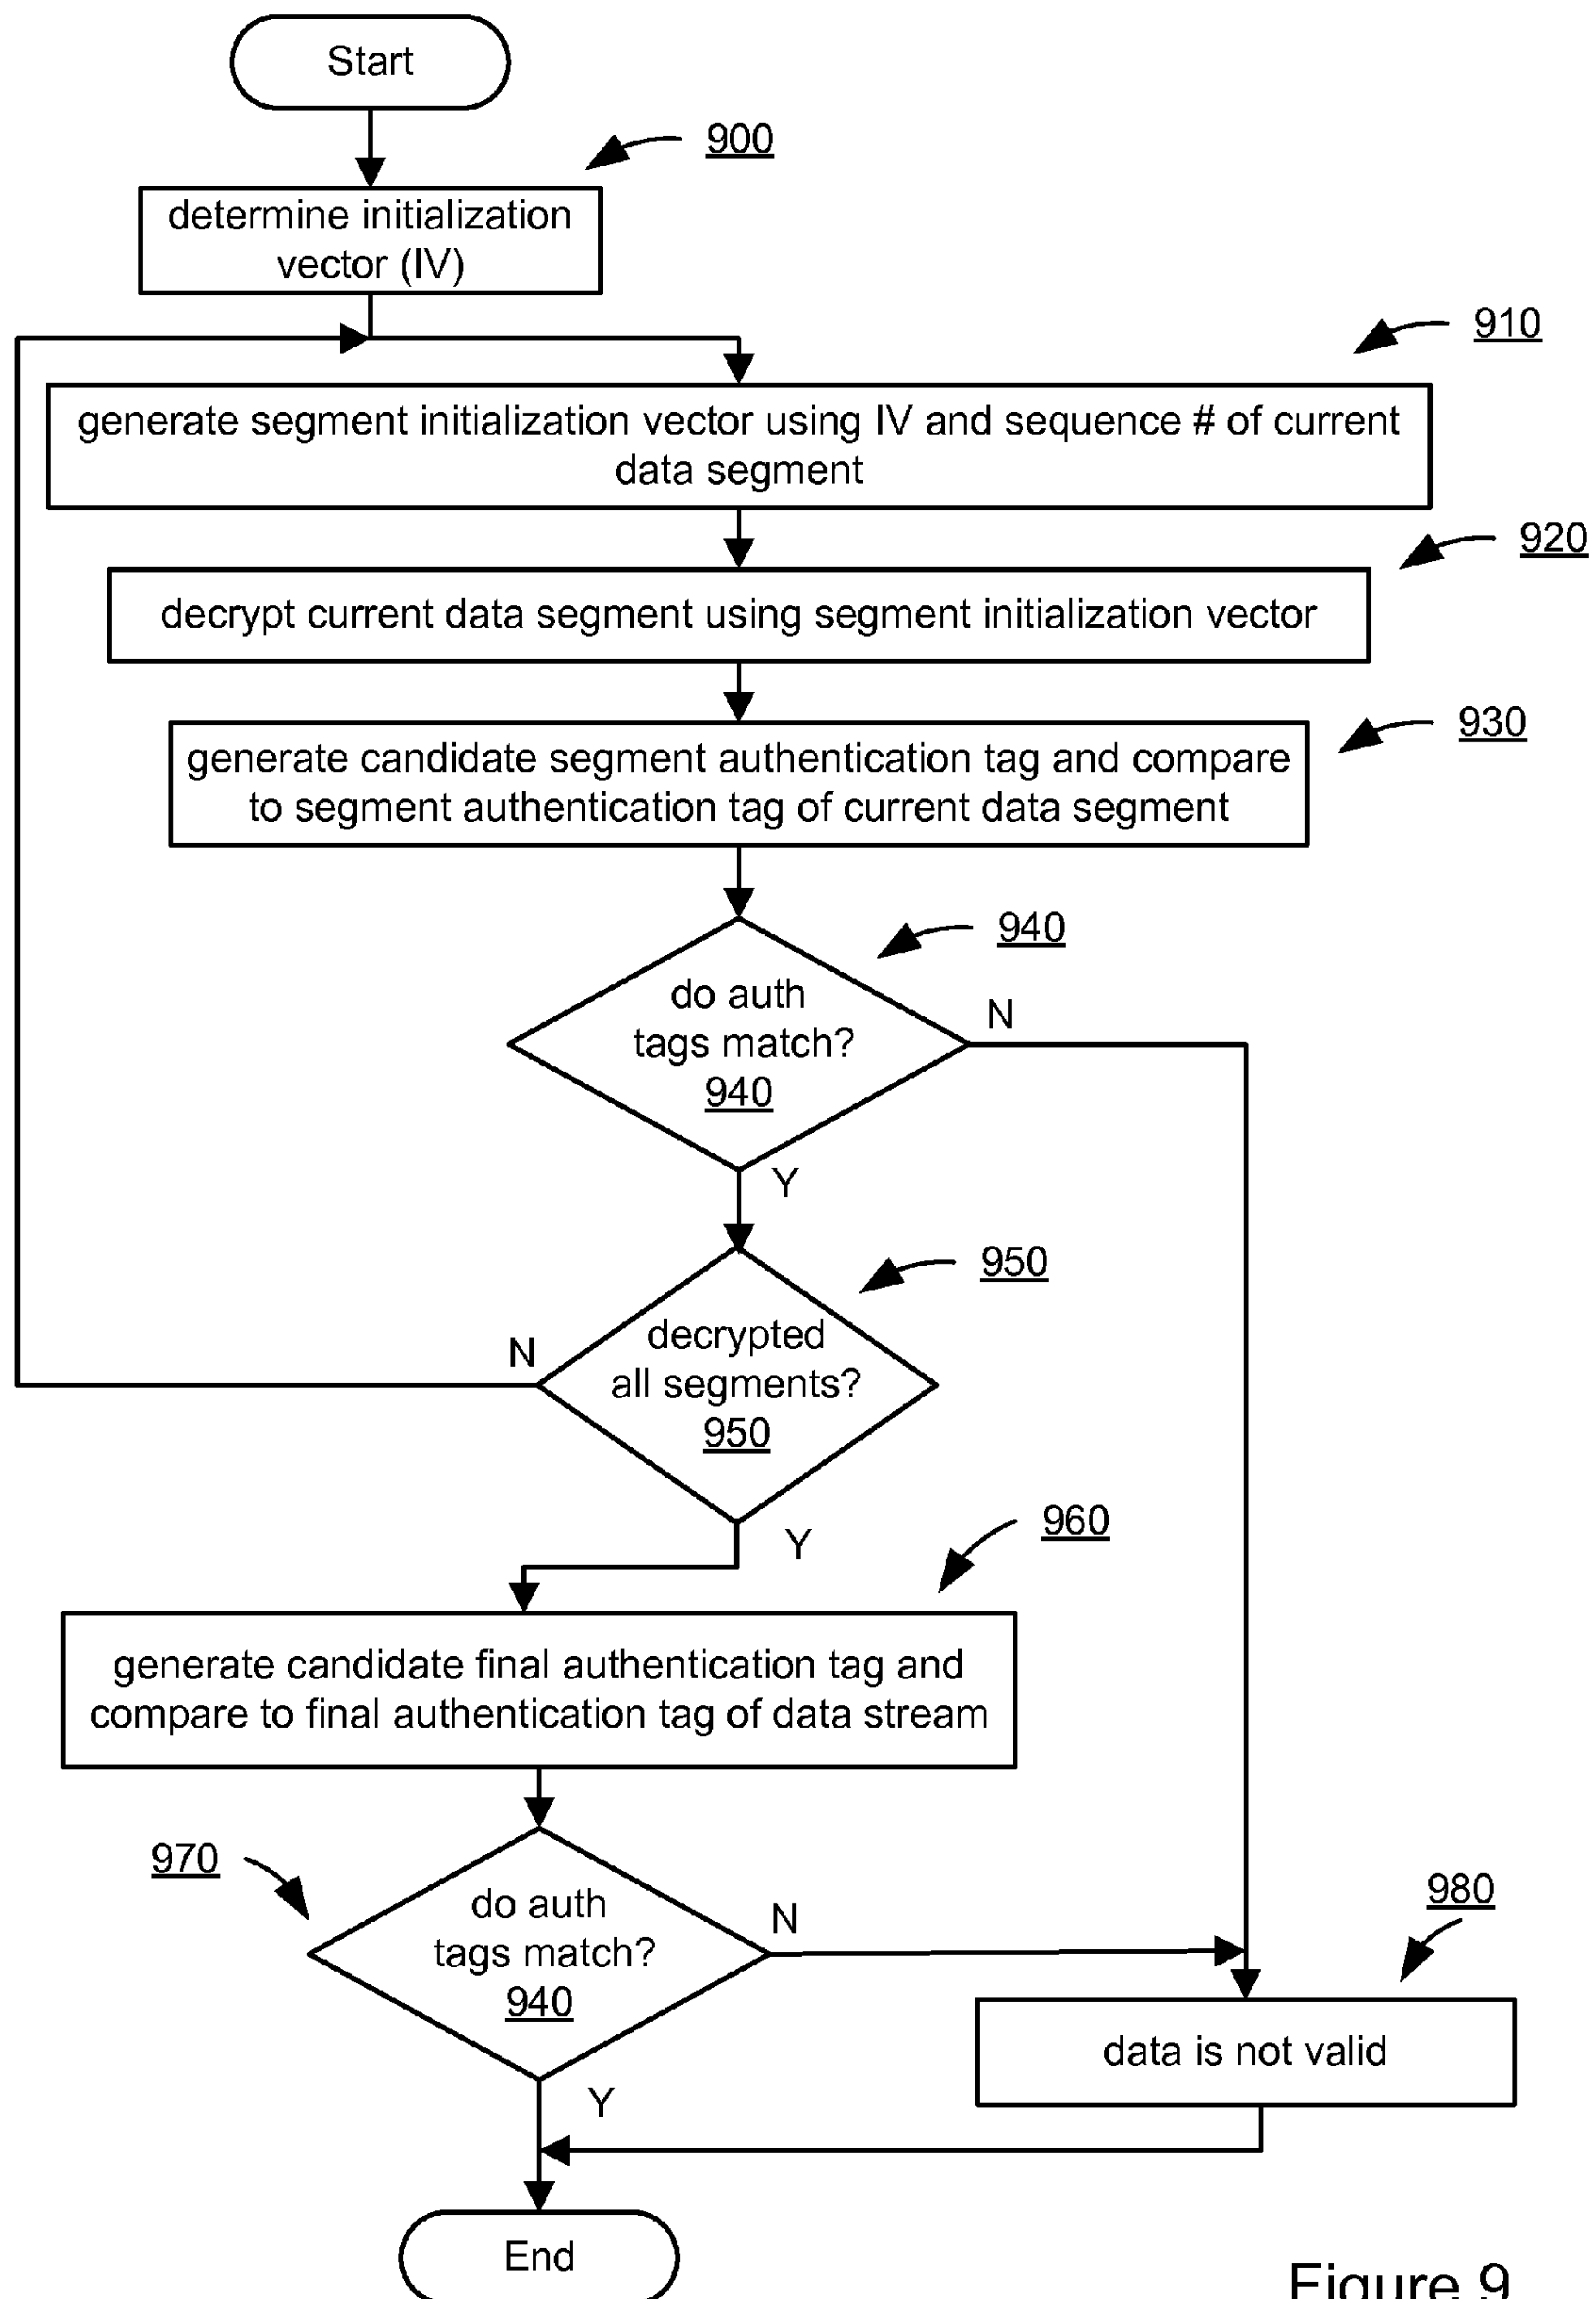 Start
900
determine initialization
vector (IV)
910
generate segment initialization vector using IV and sequence # of current
data segment
920
decrypt current data segment using segment initialization vector
930
generate candidate segment authentication tag and compare
to segment authentication tag of current data segment
940
do auth
tags match?
940
N
Y
950
decrypted
all segments?
950
N
Y
960
generate candidate final authentication tag and
compare to final authentication tag of data stream
970
do auth
tags match?
940
N
Y
980
data is not valid
End
Figure 9